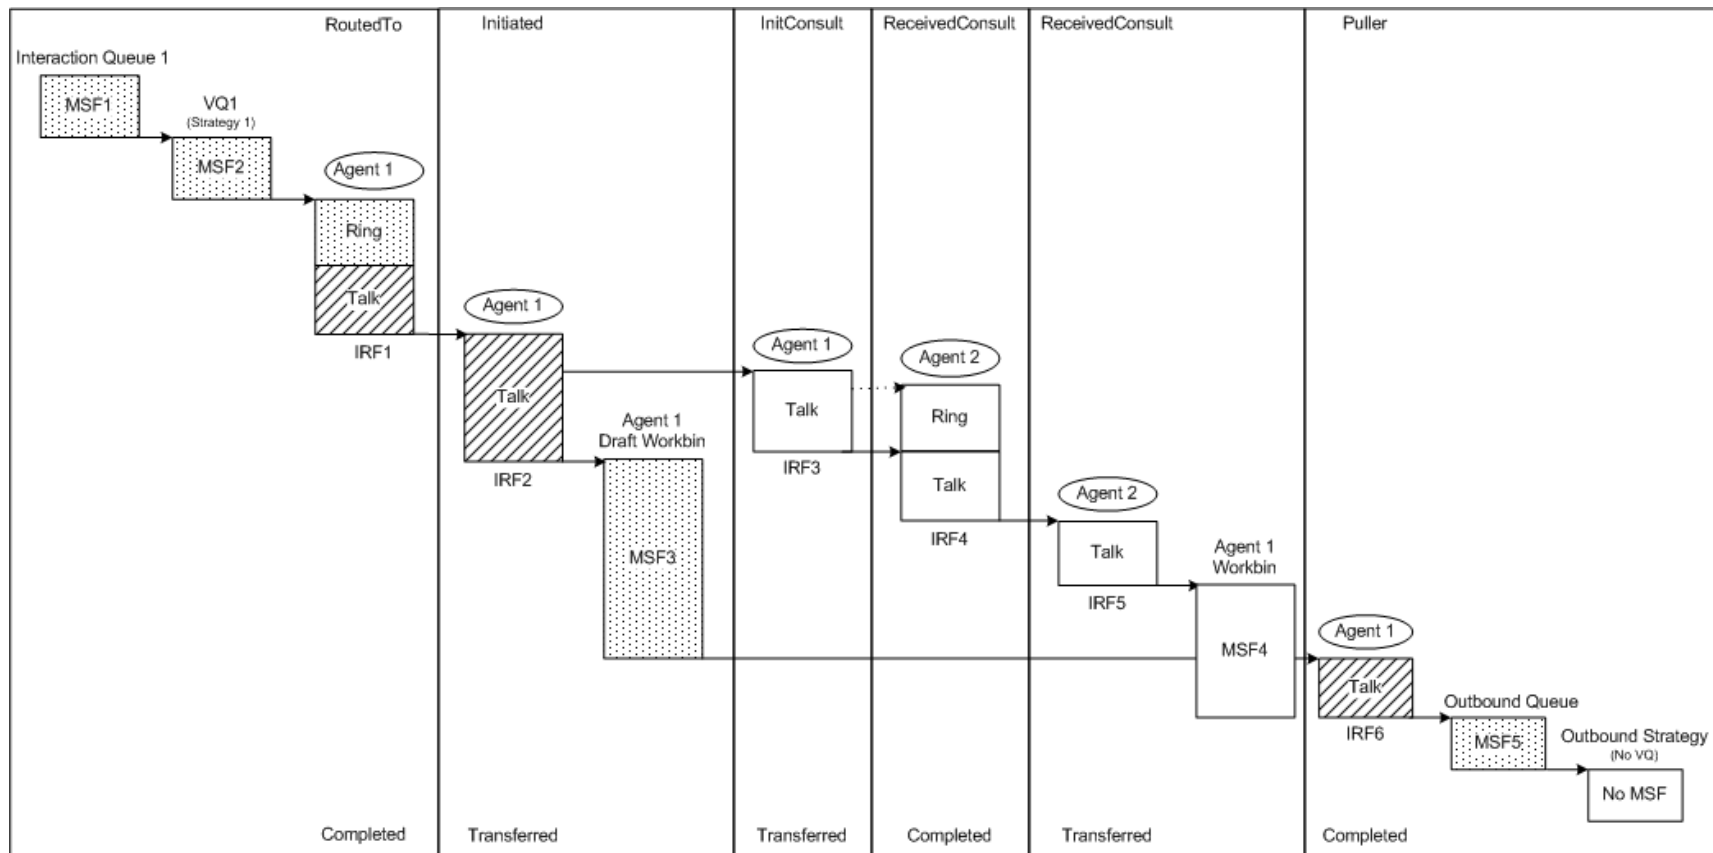 RoutedTo
Initiated
InitConsult
ReceivedConsult
ReceivedConsult
Puller
Interaction Queue 1
MSF1
VQ1
(Strategy 1)
MSF2
Agent 1
Ring
Talk
IRF1
Agent 1
Talk
IRF2
Agent 1
Draft Workbin
MSF3
Agent 1
Talk
IRF3
Agent 2
Ring
Talk
IRF4
Agent 2
Talk
IRF5
Agent 1
Workbin
MSF4
Agent 1
Talk
IRF6
Outbound Queue
MSF5
Outbound Strategy
(No VQ)
No MSF
Completed
Transferred
Transferred
Completed
Transferred
Completed